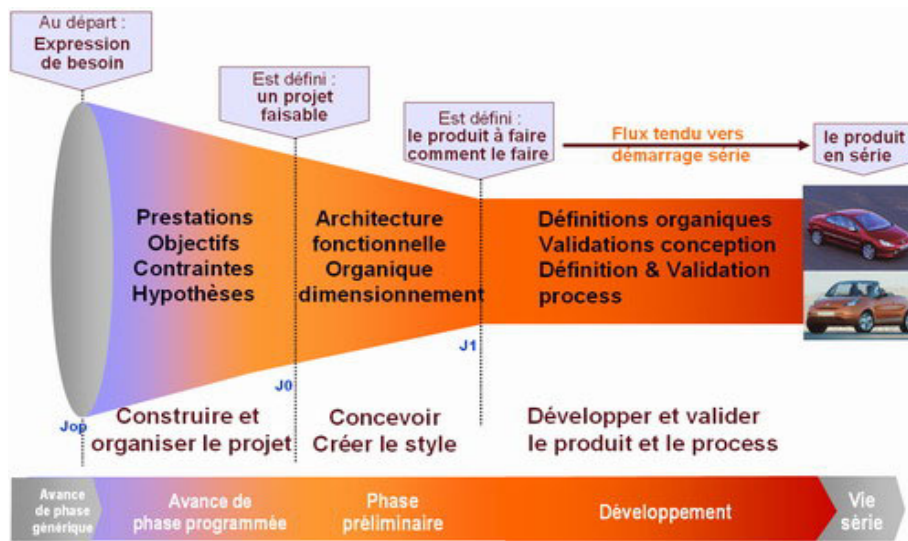 Au départ :
Expression
de besoin
Est défini :
un projet
faisable
Est défini :
le produit à faire
comment le faire
Flux tendu vers
démarrage série
le produit
en série
Prestations
Objectifs
Contraintes
Hypothèses
Architecture
fonctionnelle
Organique
dimensionnement
Définitions organiques
Validations conception
Définition & Validation
process
Jop
J0
J1
Construire et
organiser le projet
Concevoir
Créer le style
Développer et valider
le produit et le process
Avance
de phase
générique
Avance de
phase programmée
Phase
préliminaire
Développement
Vie
série